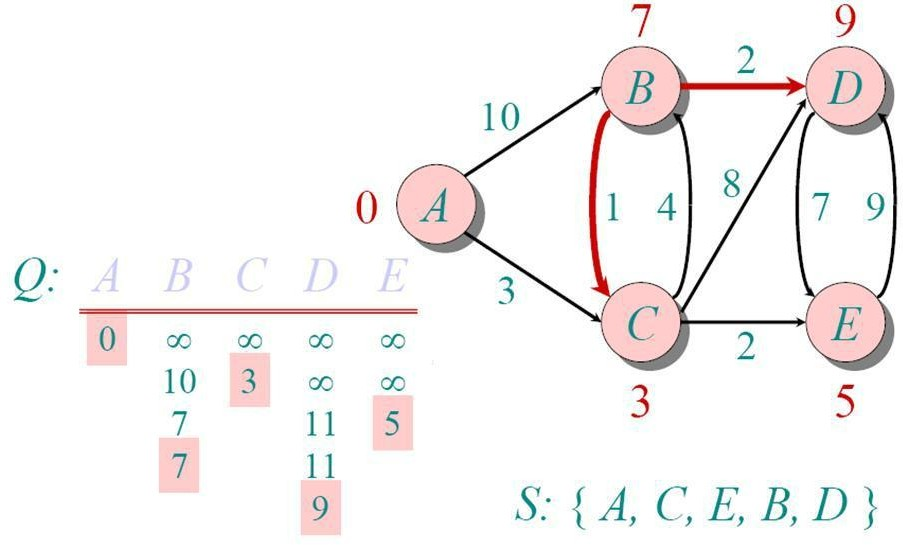 7 9
B 2 D
10
0 A 1 4 8 7 9
3
C 2 E
3 5
Q: A B C D E
0 ∞ ∞ ∞ ∞
10 3 ∞ ∞
7 11 5
7 11
9
S: { A, C, E, B, D }